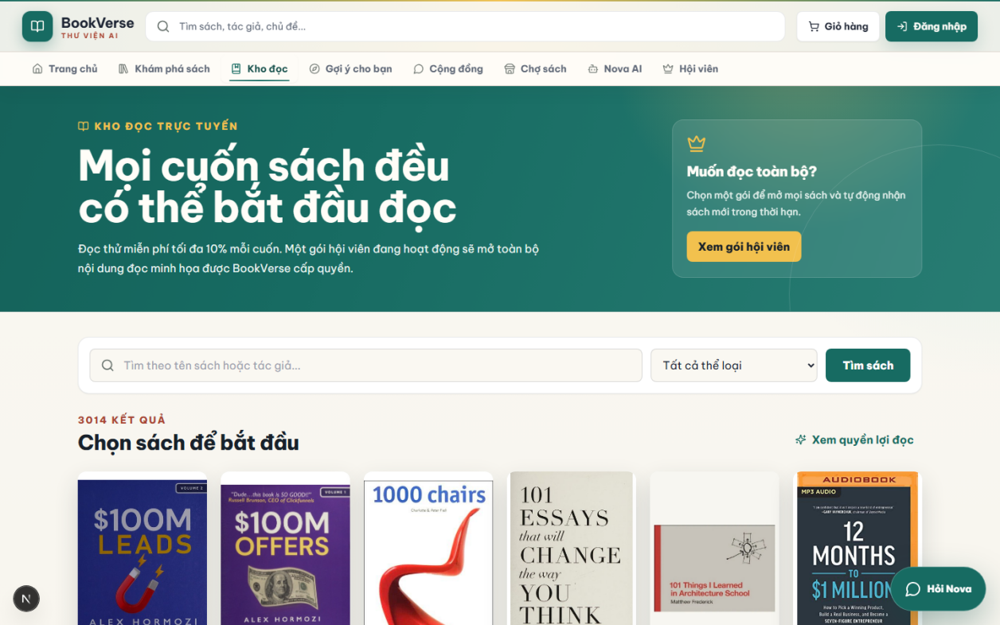 BookVerse
THƯ VIỆN AI
Tìm sách, tác giả, chủ đề...
Giỏ hàng
Đăng nhập
Trang chủ
Khám phá sách
Kho đọc
Gợi ý cho bạn
Cộng đồng
Chợ sách
Nova AI
Hội viên
KHO ĐỌC TRỰC TUYẾN
Mọi cuốn sách đều
có thể bắt đầu đọc
Đọc thử miễn phí tối đa 10% mỗi cuốn. Một gói hội viên đang hoạt động sẽ mở toàn bộ
nội dung đọc minh họa được BookVerse cấp quyền.
Muốn đọc toàn bộ?
Chọn một gói để mở mọi sách và tự động nhận
sách mới trong thời hạn.
Xem gói hội viên
Tìm theo tên sách hoặc tác giả...
Tất cả thể loại
Tìm sách
3014 KẾT QUẢ
Chọn sách để bắt đầu
Xem quyền lợi đọc
VOLUME 2
$100M
LEADS
ALEX HORMOZI
VOLUME 1
"Dude...this book is SO GOOD!"
Russell Brunson, CEO of Clickfunnels
$100M
OFFERS
ALEX HORMOZI
1000 chairs
Charlotte & Peter Fiell
101
ESSAYS
that will
CHANGE
the way
YOU
THINK
101 Things I Learned
in Architecture School
Matthew Frederick
AUDIOBOOK
MP3 AUDIO
12
MONTHS
TO
$1 MILLION
How to Pick a Winning Product,
Build a Real Business, and Become a
SEVEN-FIGURE ENTREPRENEUR
N
Hỏi Nova